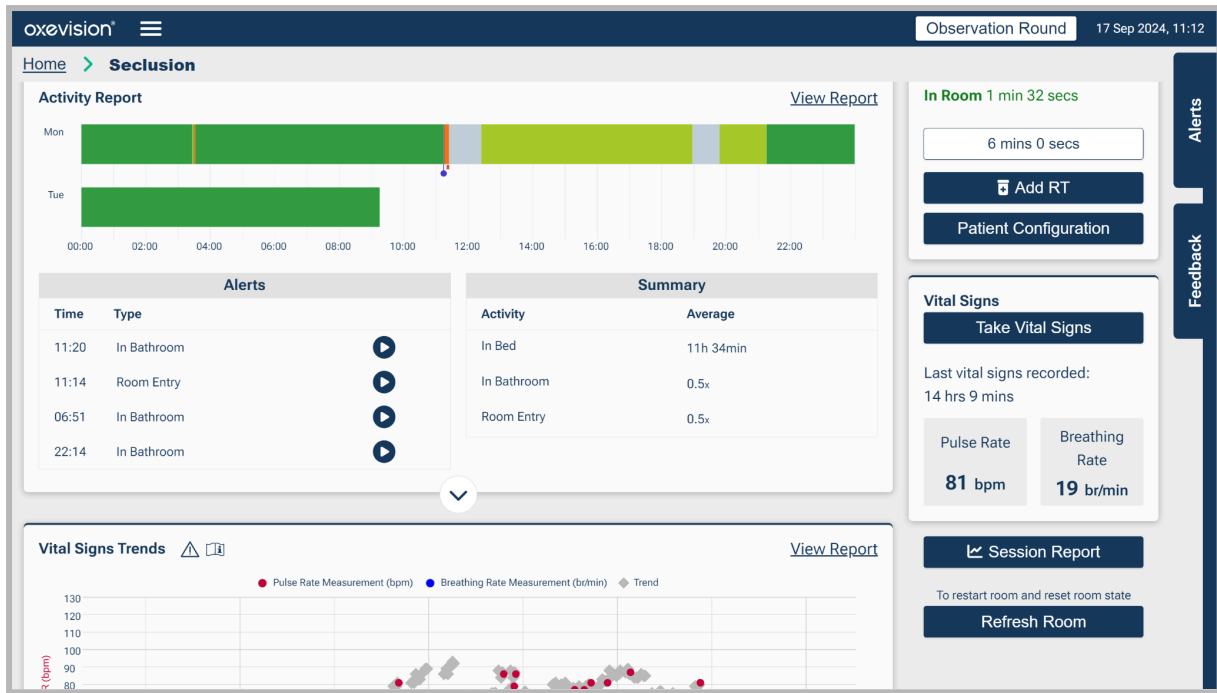 oxevision®
Observation Round
17 Sep 2024, 11:12
Home > Seclusion
Activity Report
View Report
Mon
Tue
00:00 02:00 04:00 06:00 08:00 10:00 12:00 14:00 16:00 18:00 20:00 22:00
Alerts
Time Type
11:20 In Bathroom
11:14 Room Entry
06:51 In Bathroom
22:14 In Bathroom
Summary
Activity Average
In Bed 11h 34min
In Bathroom 0.5x
Room Entry 0.5x
Vital Signs Trends
View Report
Pulse Rate Measurement (bpm) Breathing Rate Measurement (br/min) Trend
130
120
110
100
90
80
R (bdm)
In Room 1 min 32 secs
6 mins 0 secs
Add RT
Patient Configuration
Vital Signs
Take Vital Signs
Last vital signs recorded:
14 hrs 9 mins
Pulse Rate
81 bpm
Breathing
Rate
19 br/min
Session Report
To restart room and reset room state
Refresh Room
Alerts
Feedback